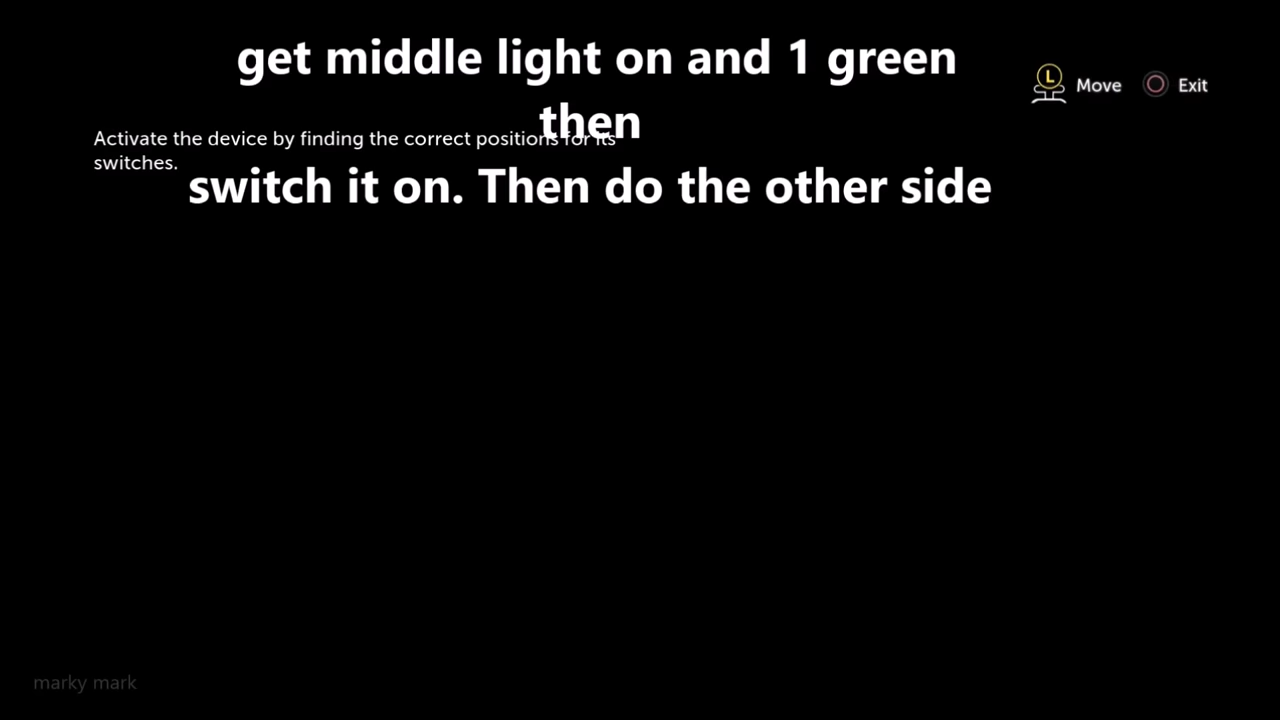 get middle light on and 1 green
then
switch it on. Then do the other side
L Move Exit
Activate the device by finding the correct positions for its
switches.
marky mark